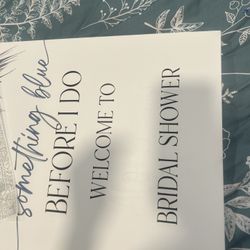 something blue
BEFORE I DO
WELCOME TO
BRIDAL SHOWER